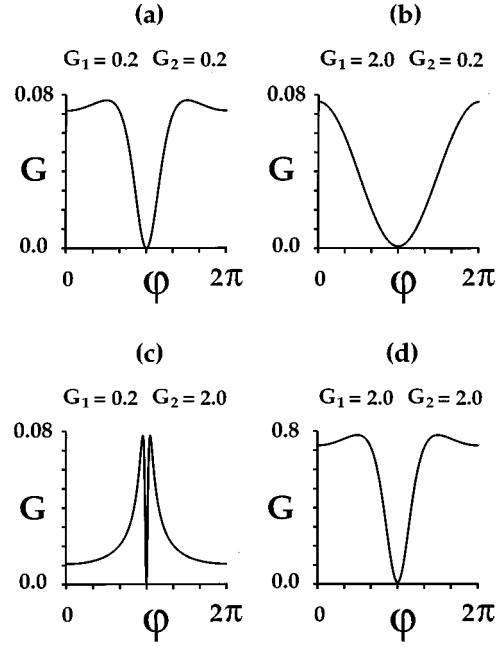 (a)
G₁ = 0.2 G₂ = 0.2
0.08
G
0.0
0 φ 2π
(b)
G₁ = 2.0 G₂ = 0.2
0.08
G
0.0
0 φ 2π
(c)
G₁ = 0.2 G₂ = 2.0
0.08
G
0.0
0 φ 2π
(d)
G₁ = 2.0 G₂ = 2.0
0.8
G
0.0
0 φ 2π